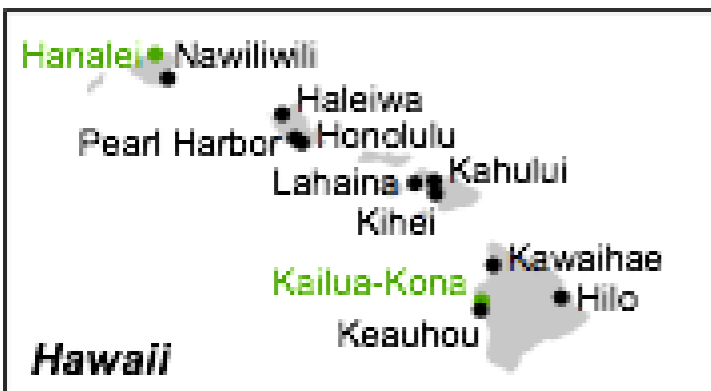 Hanalei
Nawiliwili
Haleiwa
Pearl Harbor
Honolulu
Lahaina
Kahului
Kihei
Kawaihae
Kailua-Kona
Hilo
Keauhou
Hawaii